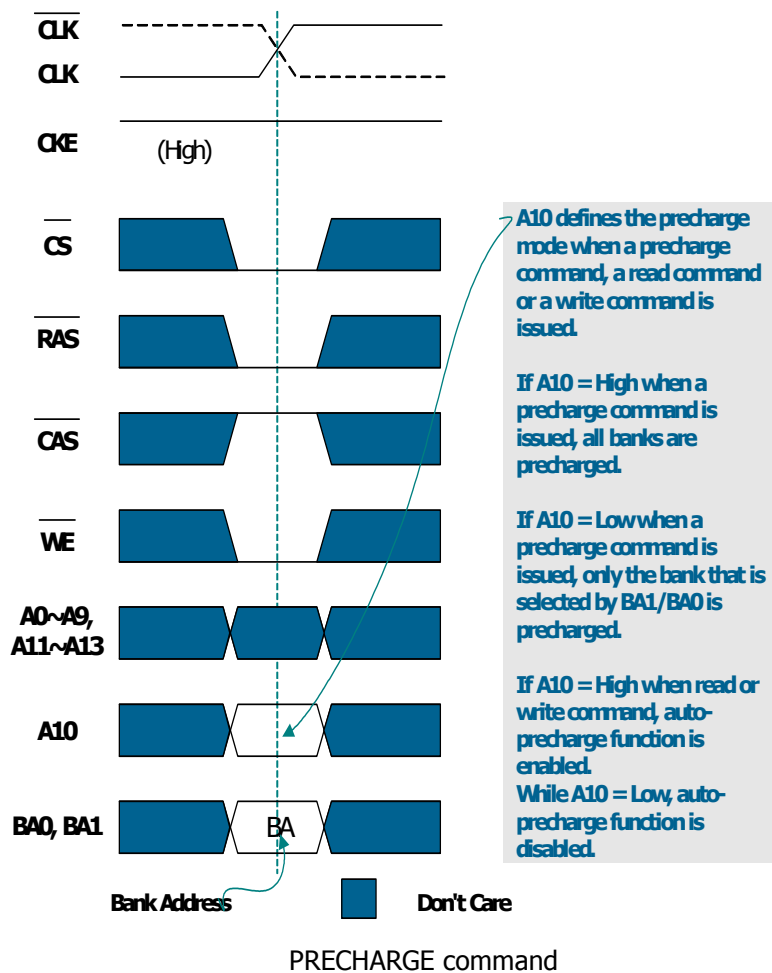 CLK
CLK
CKE
(High)
CS
RAS
CAS
WE
A0~A9,
A11~A13
A10
BA0, BA1
BA
Bank Address
Don't Care
A10 defines the precharge
mode when a precharge
command, a read command
or a write command is
issued.
If A10 = High when a
precharge command is
issued, all banks are
precharged.
If A10 = Low when a
precharge command is
issued, only the bank that is
selected by BA1/BA0 is
precharged.
If A10 = High when read or
write command, auto-
precharge function is
enabled.
While A10 = Low, auto-
precharge function is
disabled.
PRECHARGE command